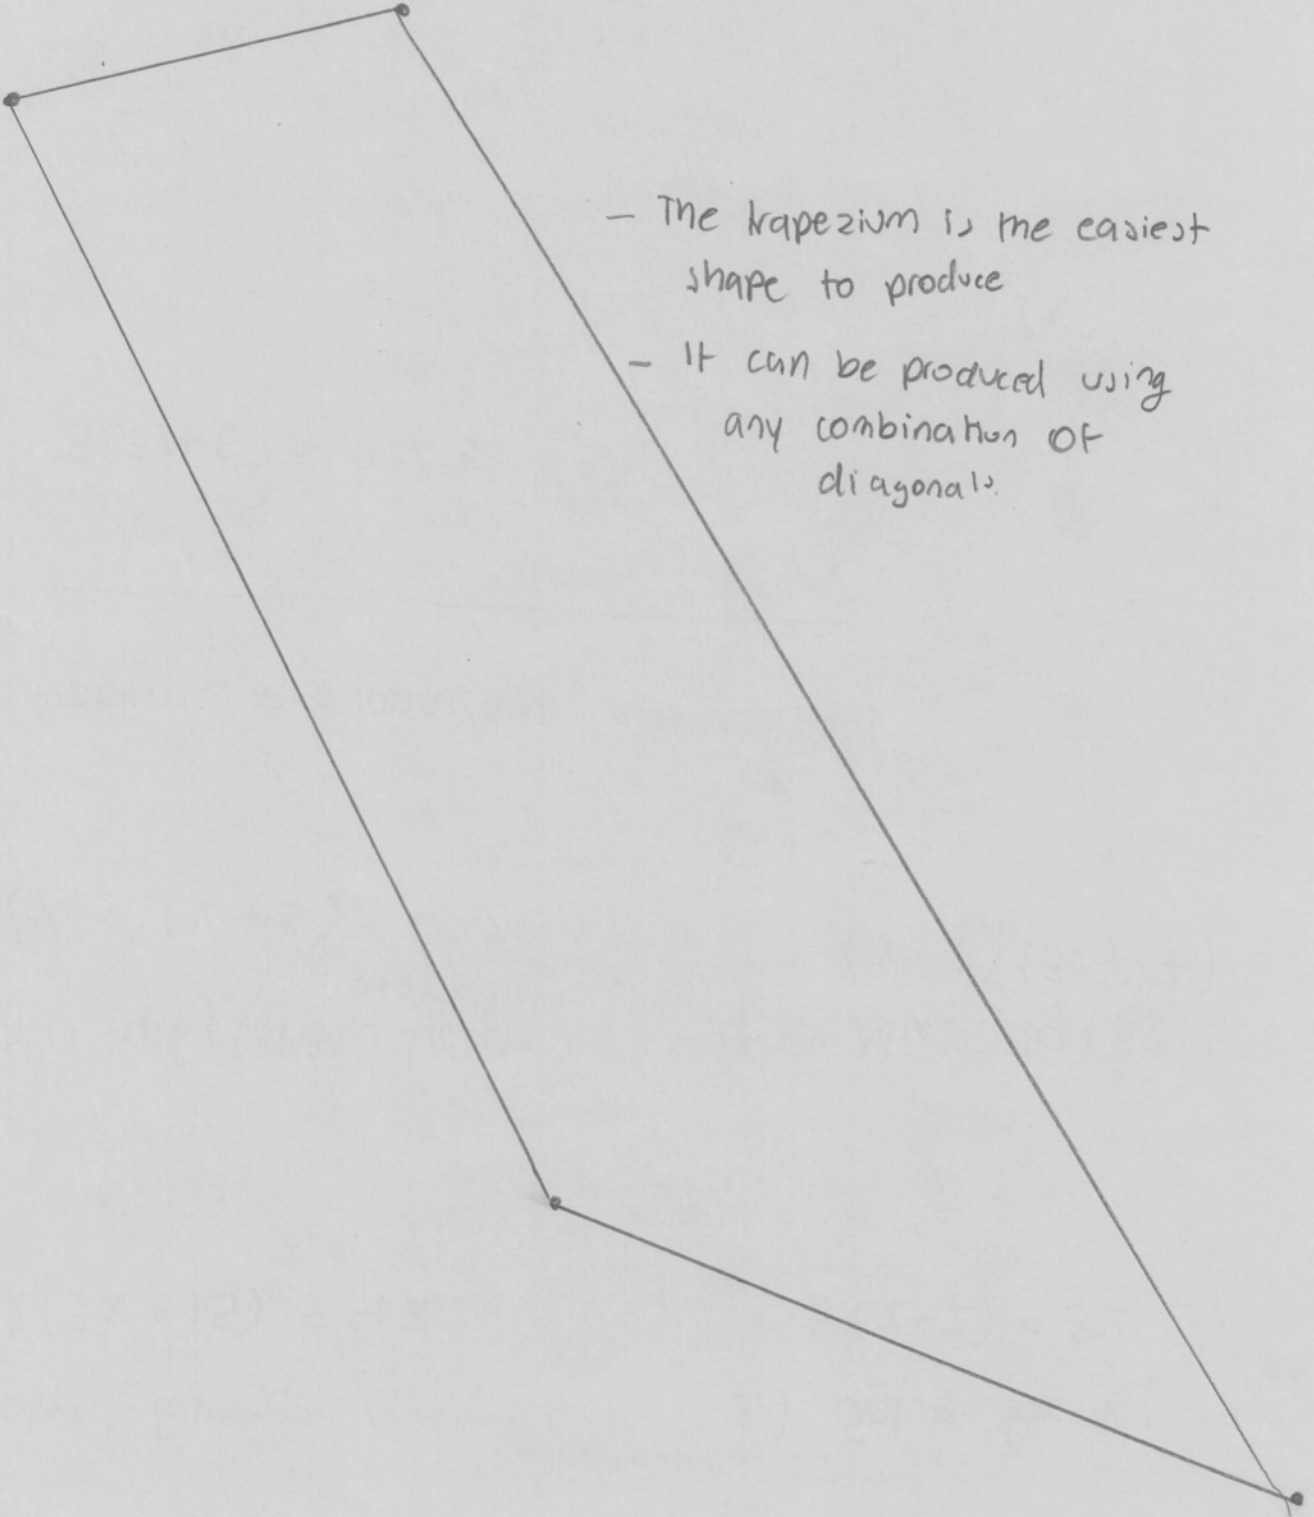 - The trapezium is the easiest
shape to produce
- It can be produced using
any combination of
diagonals.